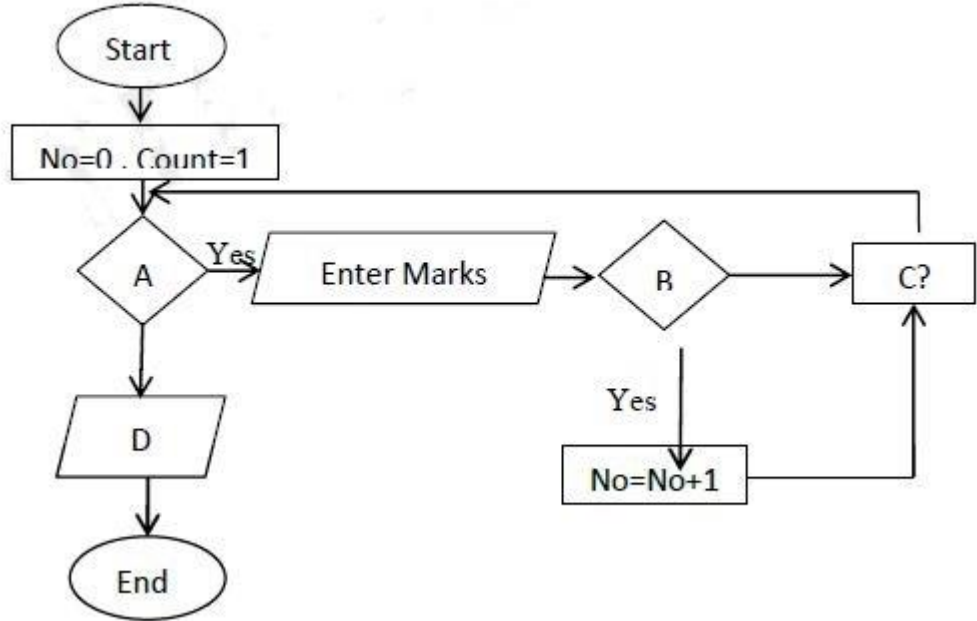 Start
No=0 , Count=1
A
Yes
Enter Marks
B
C?
Yes
D
No=No+1
End